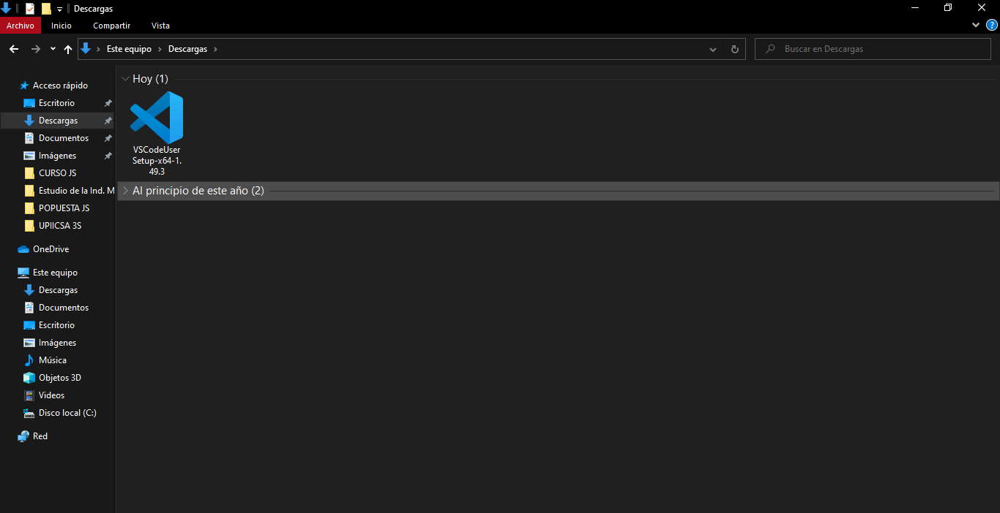 Descargas
Archivo Inicio Compartir Vista
?
Este equipo > Descargas >
Buscar en Descargas
Acceso rápido
Escritorio
Descargas
Documentos
Imágenes
CURSO JS
Estudio de la Ind. M
POPUESTA JS
UPIICSA 3S
OneDrive
Este equipo
Descargas
Documentos
Escritorio
Imágenes
Música
Objetos 3D
Videos
Disco local (C:)
Red
Hoy (1)
VSCodeUser
Setup-x64-1.
49.3
Al principio de este año (2)